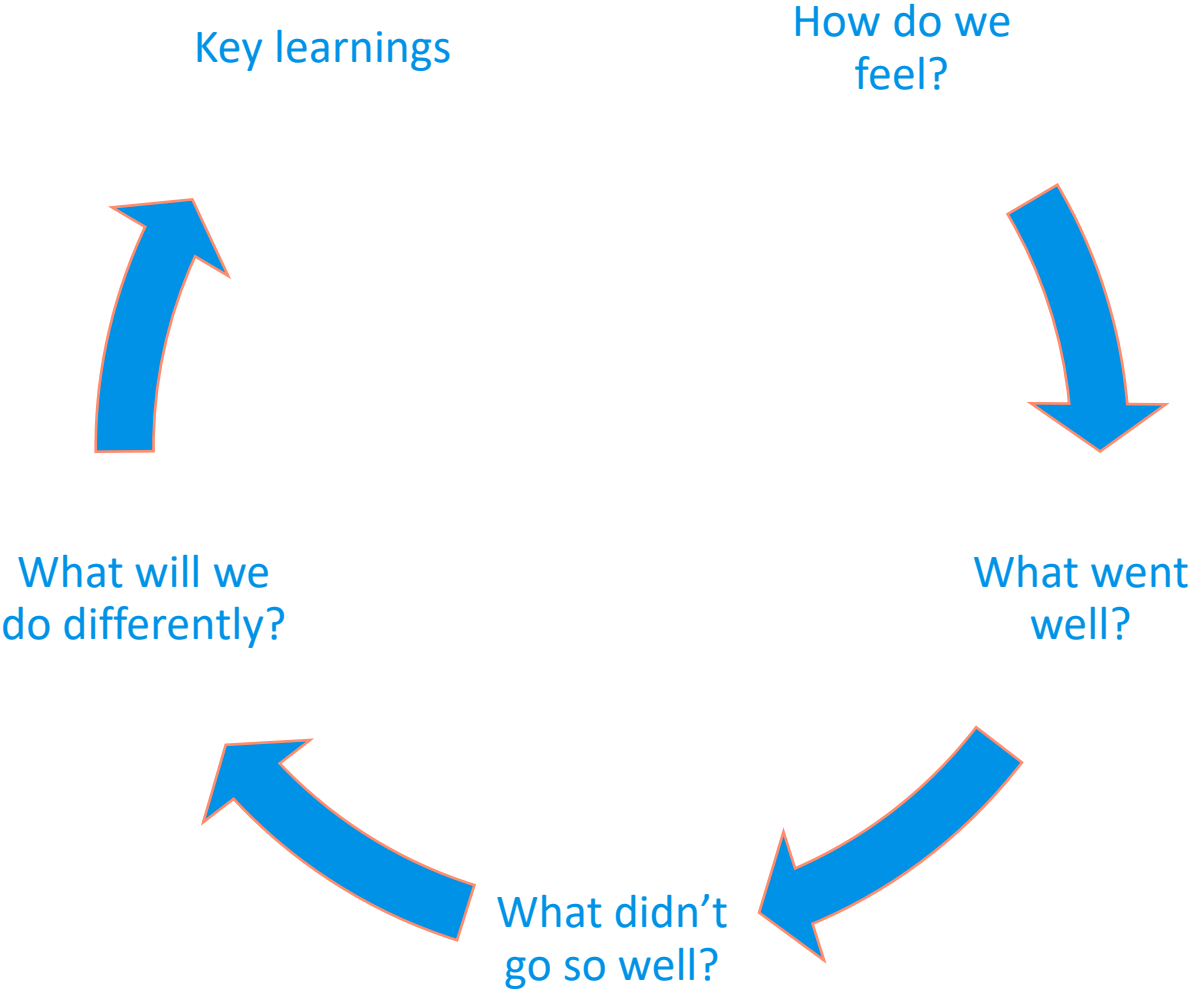 How do we
feel?
What went
well?
What didn’t
go so well?
What will we
do differently?
Key learnings